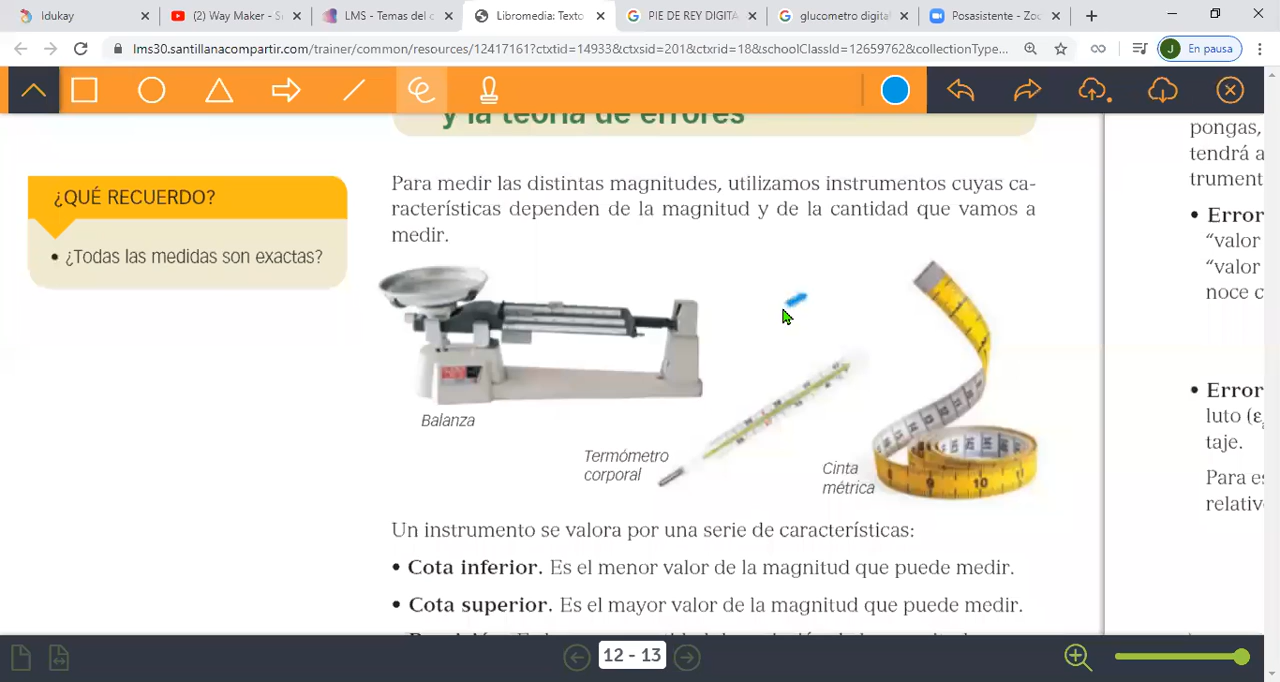 Idukay
(2) Way Maker - S
LMS - Temas del c
Libromedia: Texto
PIE DE REY DIGITA
glucometro digita
Posasistente - Zoo
lms30.santillanacompartir.com/trainer/common/resources/12417161?ctxtid=14933&ctxsid=201&ctxrid=18&schoolClassId=12659762&collectionType...
J En pausa
y la teoría de errores
¿QUÉ RECUERDO?
• ¿Todas las medidas son exactas?
Para medir las distintas magnitudes, utilizamos instrumentos cuyas ca-
racterísticas dependen de la magnitud y de la cantidad que vamos a
medir.
Balanza
Termómetro
corporal
Cinta
métrica
9 10
Un instrumento se valora por una serie de características:
• Cota inferior. Es el menor valor de la magnitud que puede medir.
• Cota superior. Es el mayor valor de la magnitud que puede medir.
pongas,
tendrá a
trument
• Error
“valor
“valor
noce c
• Error
luto (ε
taje.
Para es
relativ
12 - 13